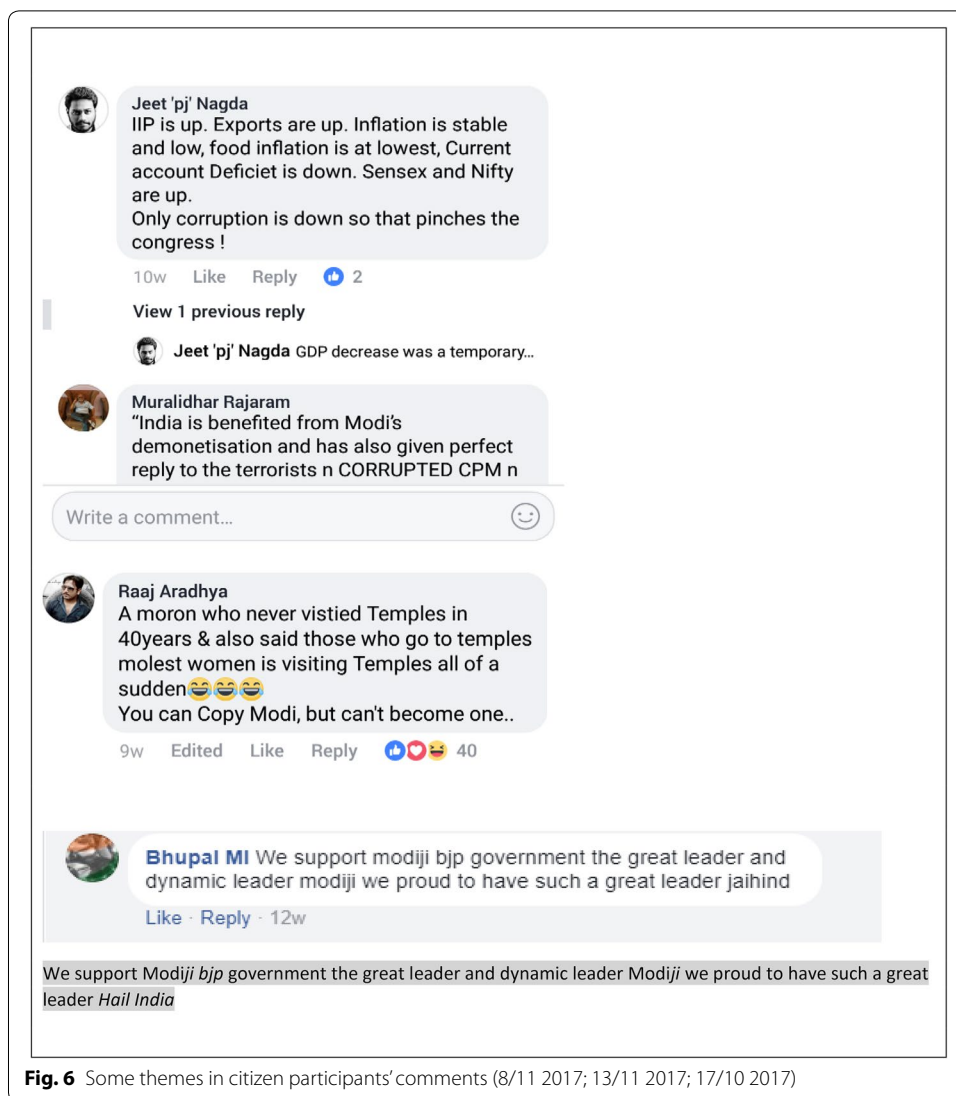 Jeet 'pj' Nagda
IIP is up. Exports are up. Inflation is stable
and low, food inflation is at lowest, Current
account Deficiet is down. Sensex and Nifty
are up.
Only corruption is down so that pinches the
congress !
10w Like Reply 2
View 1 previous reply
Jeet 'pj' Nagda GDP decrease was a temporary...
Muralidhar Rajaram
“India is benefited from Modi’s
demonetisation and has also given perfect
reply to the terrorists n CORRUPTED CPM n
Write a comment...
Raaj Aradhya
A moron who never vistied Temples in
40years & also said those who go to temples
molest women is visiting Temples all of a
sudden😂😂😂
You can Copy Modi, but can't become one..
9w Edited Like Reply 40
Bhupal Ml We support modiji bjp government the great leader and
dynamic leader modiji we proud to have such a great leader jaihind
Like · Reply · 12w
We support Modiji bjp government the great leader and dynamic leader Modiji we proud to have such a great
leader Hail India
Fig. 6 Some themes in citizen participants’ comments (8/11 2017; 13/11 2017; 17/10 2017)